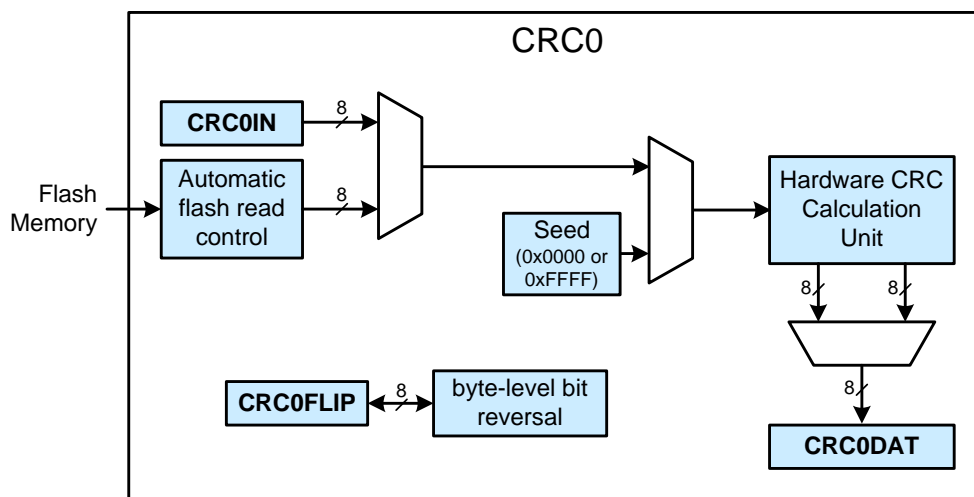 CRC0
CRC0IN
8
Flash
Memory
Automatic
flash read
control
8
Seed
(0x0000 or
0xFFFF)
Hardware CRC
Calculation
Unit
8
8
8
CRC0DAT
CRC0FLIP
8
byte-level bit
reversal